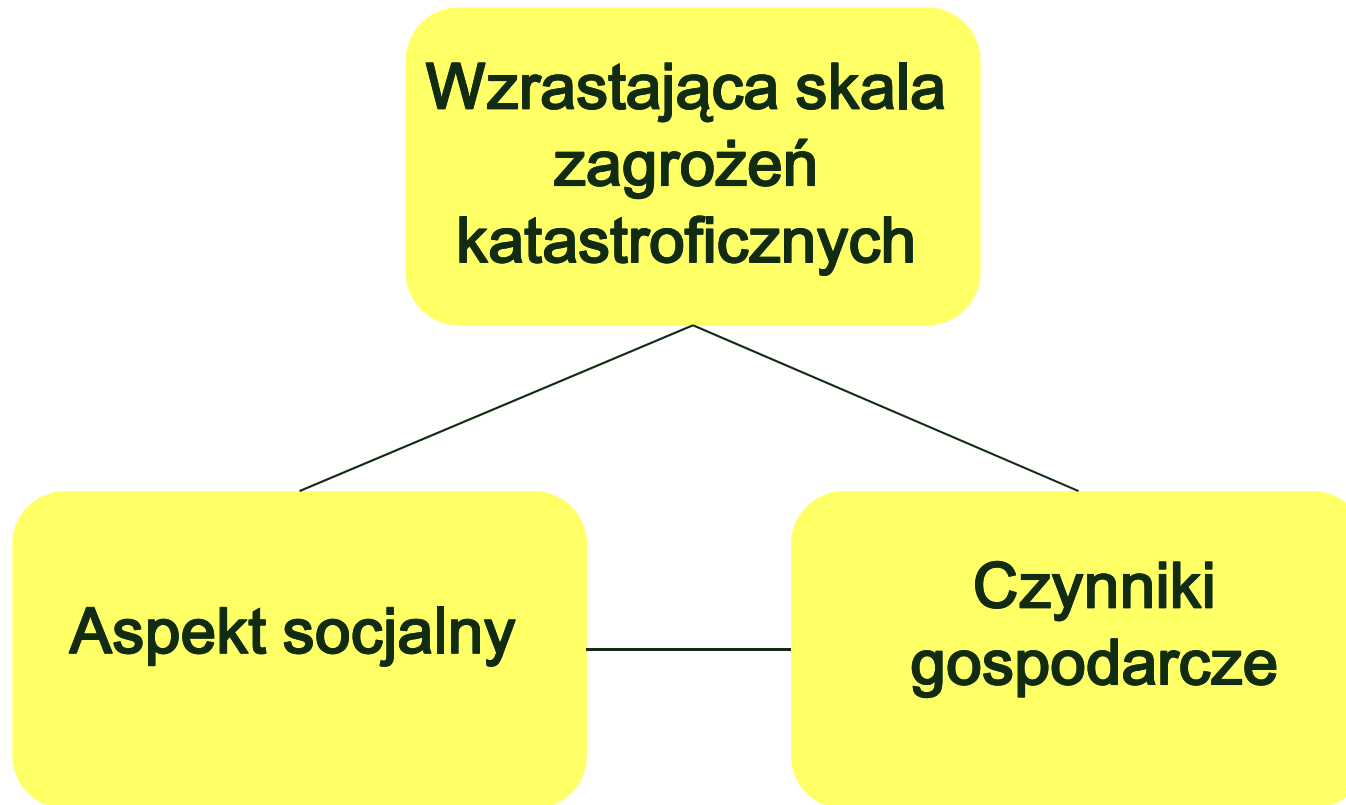 Wzrastająca skala
zagrożeń
katastroficznych
Aspekt socjalny
Czynniki
gospodarcze